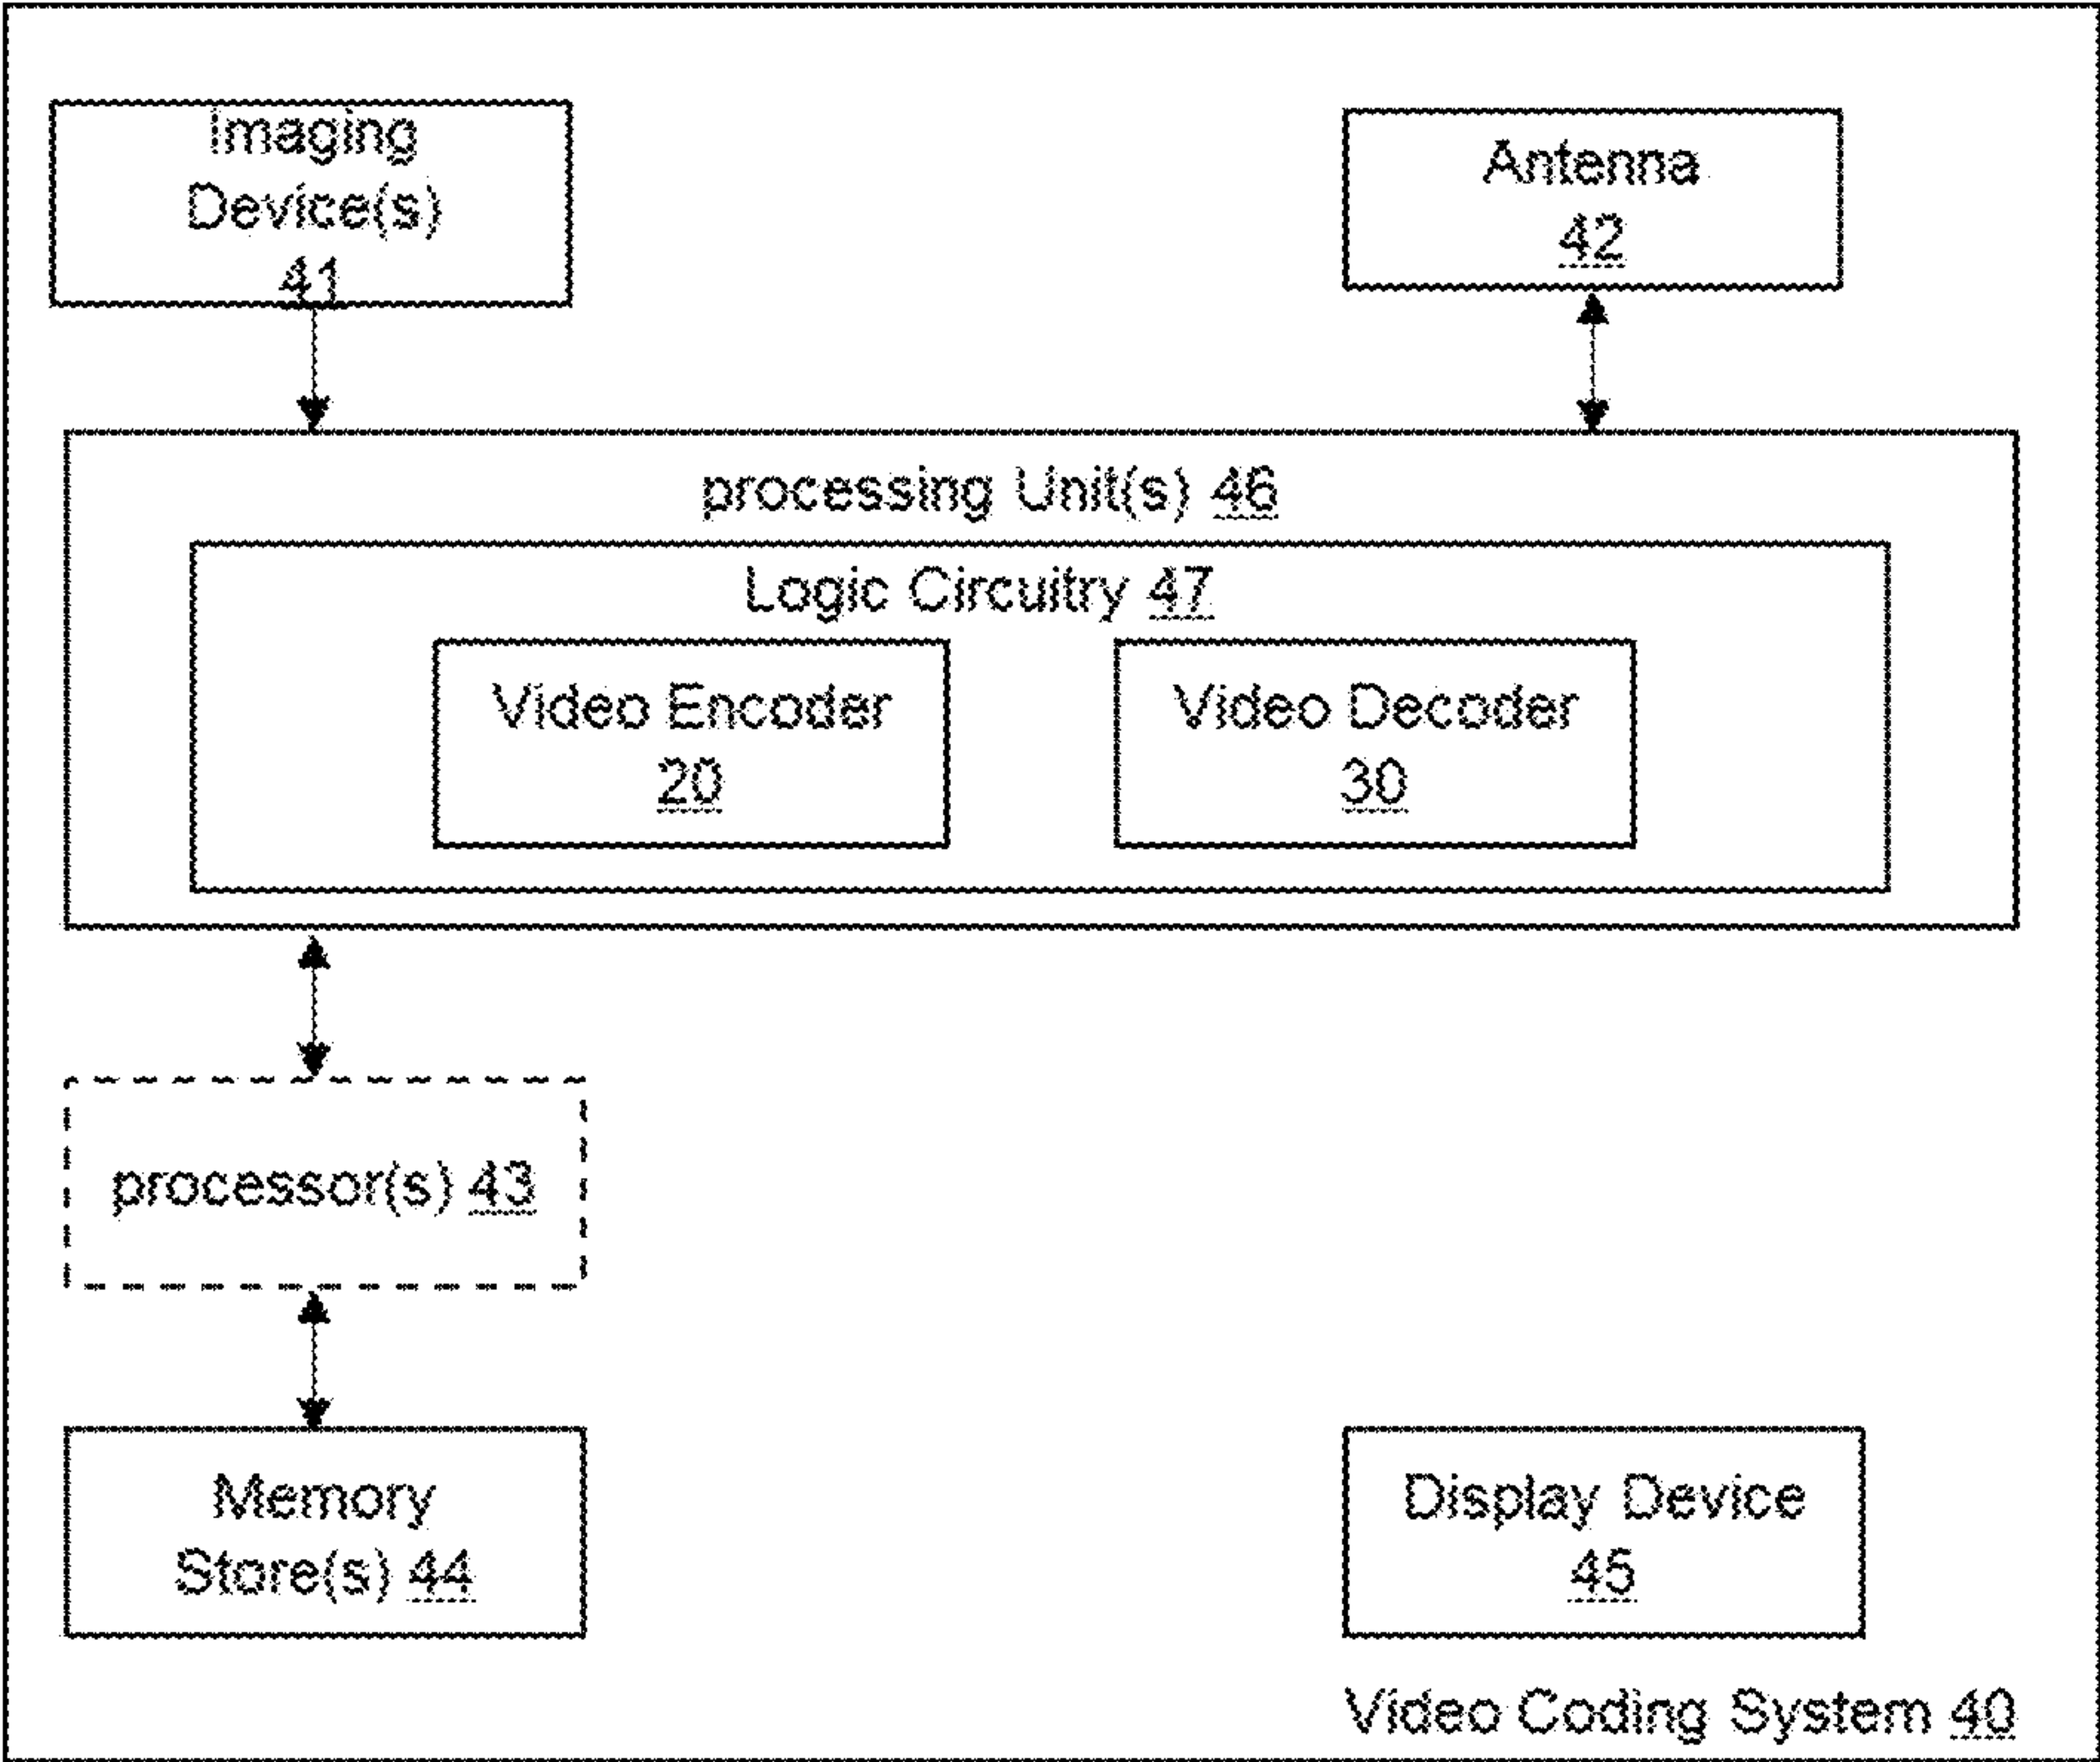 Imaging
Device(s)
41
Antenna
42
processing Unit(s) 46
Logic Circuitry 47
Video Encoder
20
Video Decoder
30
processor(s) 43
Memory
Store(s) 44
Display Device
45
Video Coding System 40